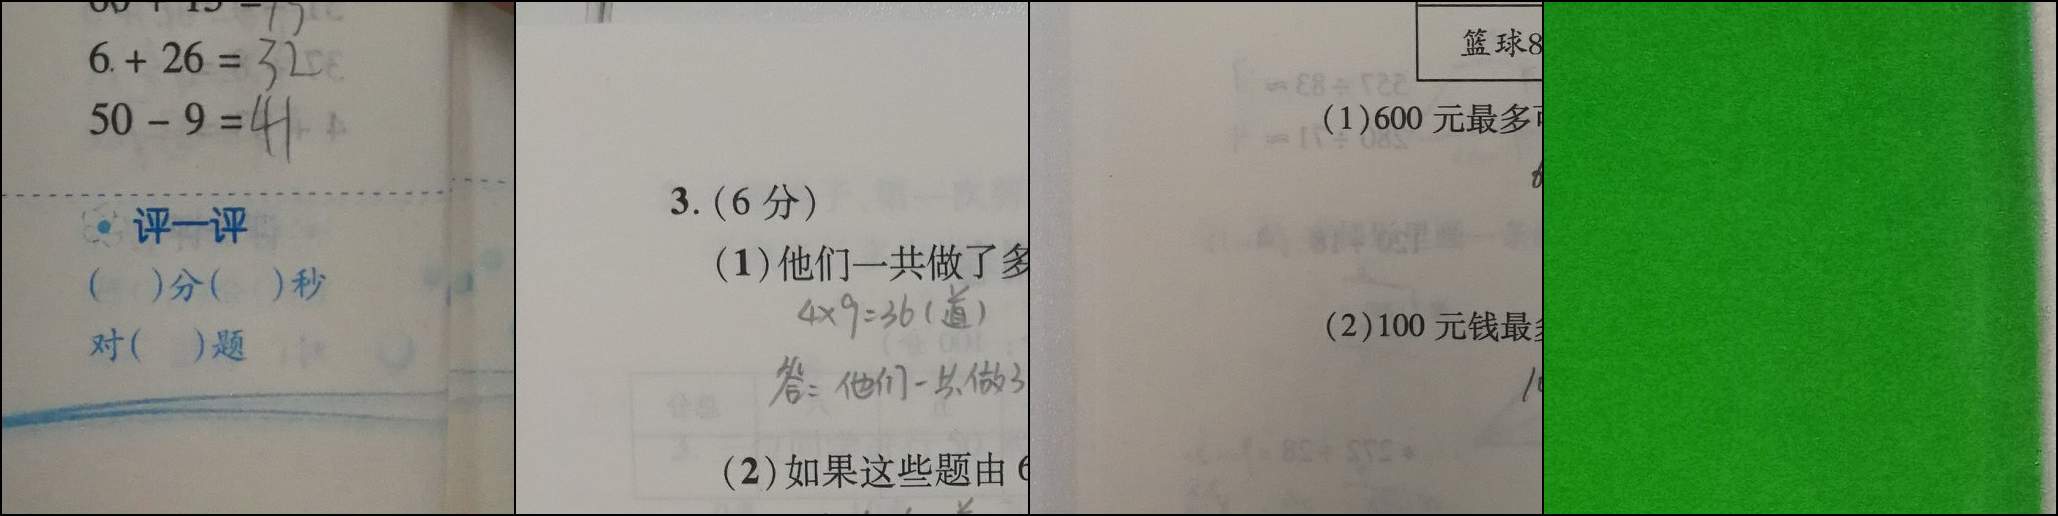 6 + 26 = 32
50 - 9 = 41
评一评
( )分( )秒
对( )题
3. (6 分)
(1)他们一共做了多
4×9=36(道)
答：他们一共做了
(2)如果这些题由 6
篮球8
(1)600 元最多可
(2)100 元钱最多